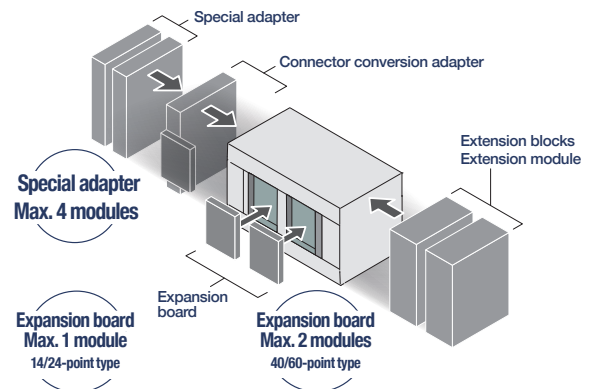 Special adapter
Connector conversion adapter
Extension blocks
Extension module
Special adapter
Max. 4 modules
Expansion
board
Expansion board
Max. 1 module
14/24-point type
Expansion board
Max. 2 modules
40/60-point type